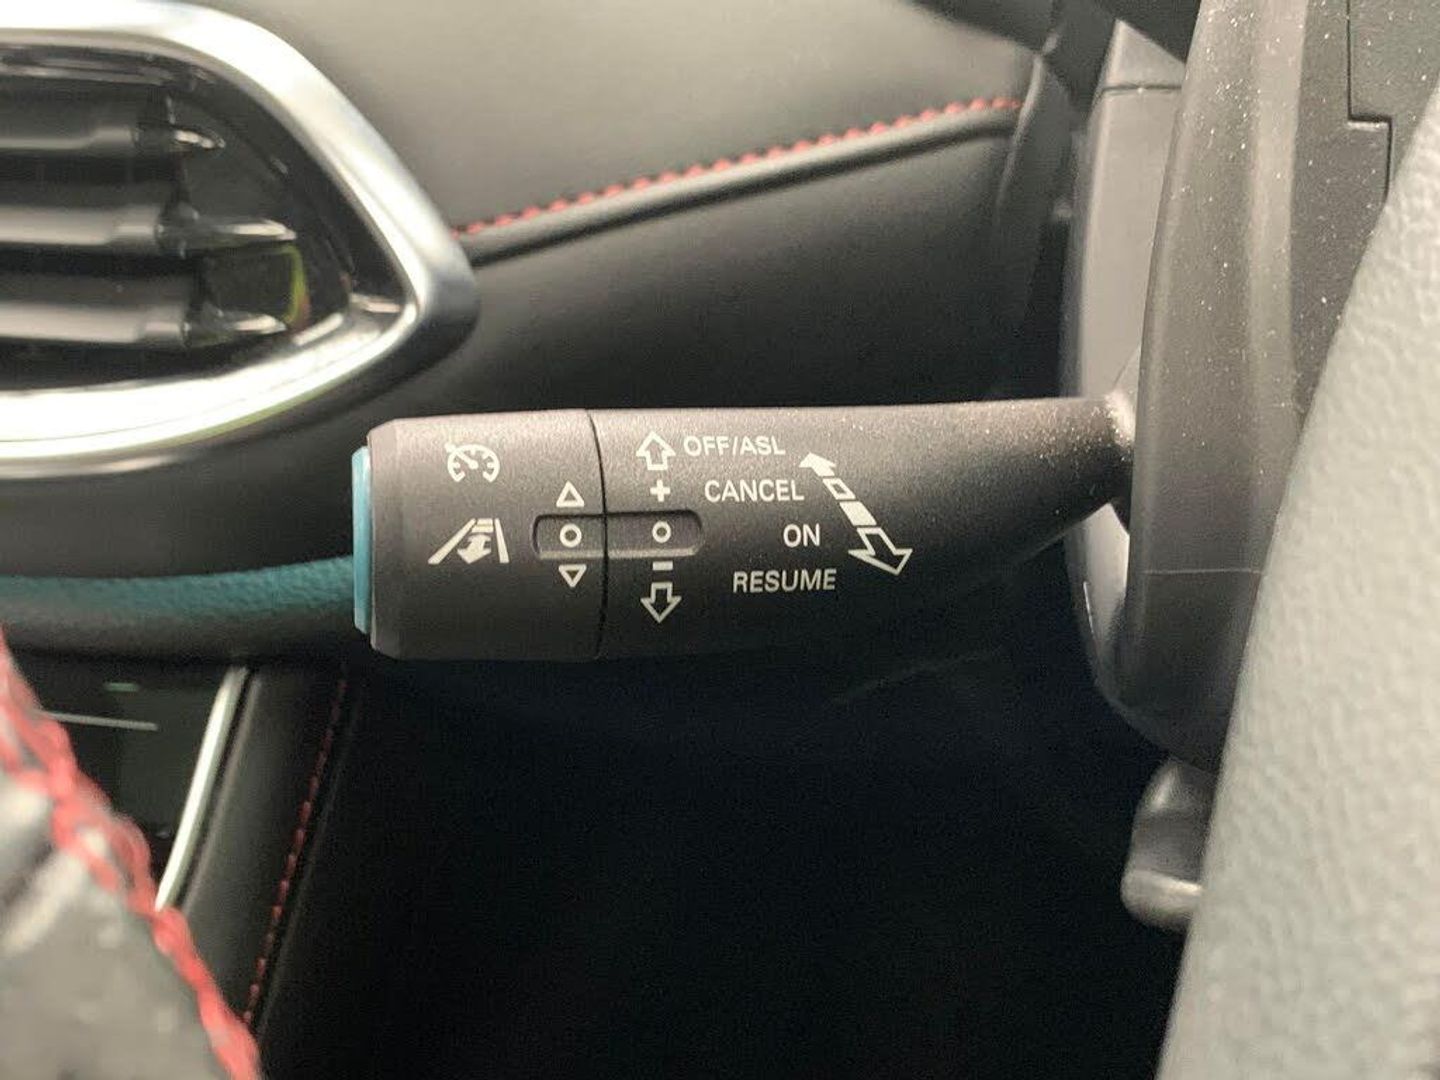 OFF/ASL
+ CANCEL
ON
-
RESUME